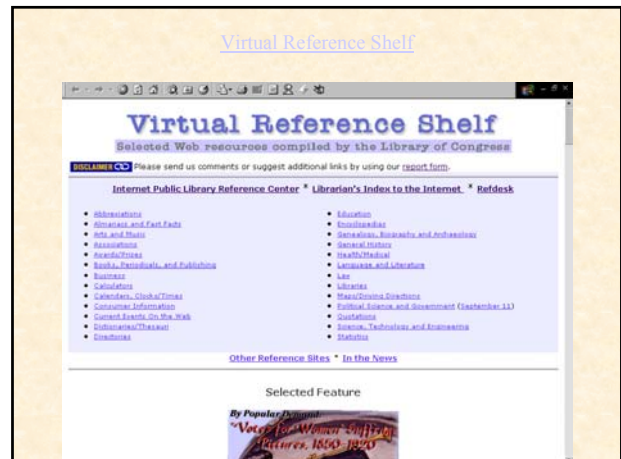 Virtual Reference Shelf
Virtual Reference Shelf
Selected Web resources compiled by the Library of Congress
DISCLAIMER Please send us comments or suggest additional links by using our report form.
Internet Public Library Reference Center * Librarian's Index to the Internet * Refdesk
Abbreviations
Almanacs and Fast Facts
Arts and Music
Associations
Awards/Prizes
Books, Periodicals, and Publishing
Business
Calculators
Calendars, Clocks/Times
Consumer Information
Current Events On the Web
Dictionaries/Thesauri
Directories
Education
Encyclopedias
Genealogy, Biography and Archaeology
General History
Health/Medical
Language and Literature
Law
Libraries
Maps/Driving Directions
Political Science and Government (September 11)
Quotations
Science, Technology and Engineering
Statistics
Other Reference Sites * In the News
Selected Feature
By Popular Demand:
"Votes for Women" Suffrage
Pictures, 1850-1920